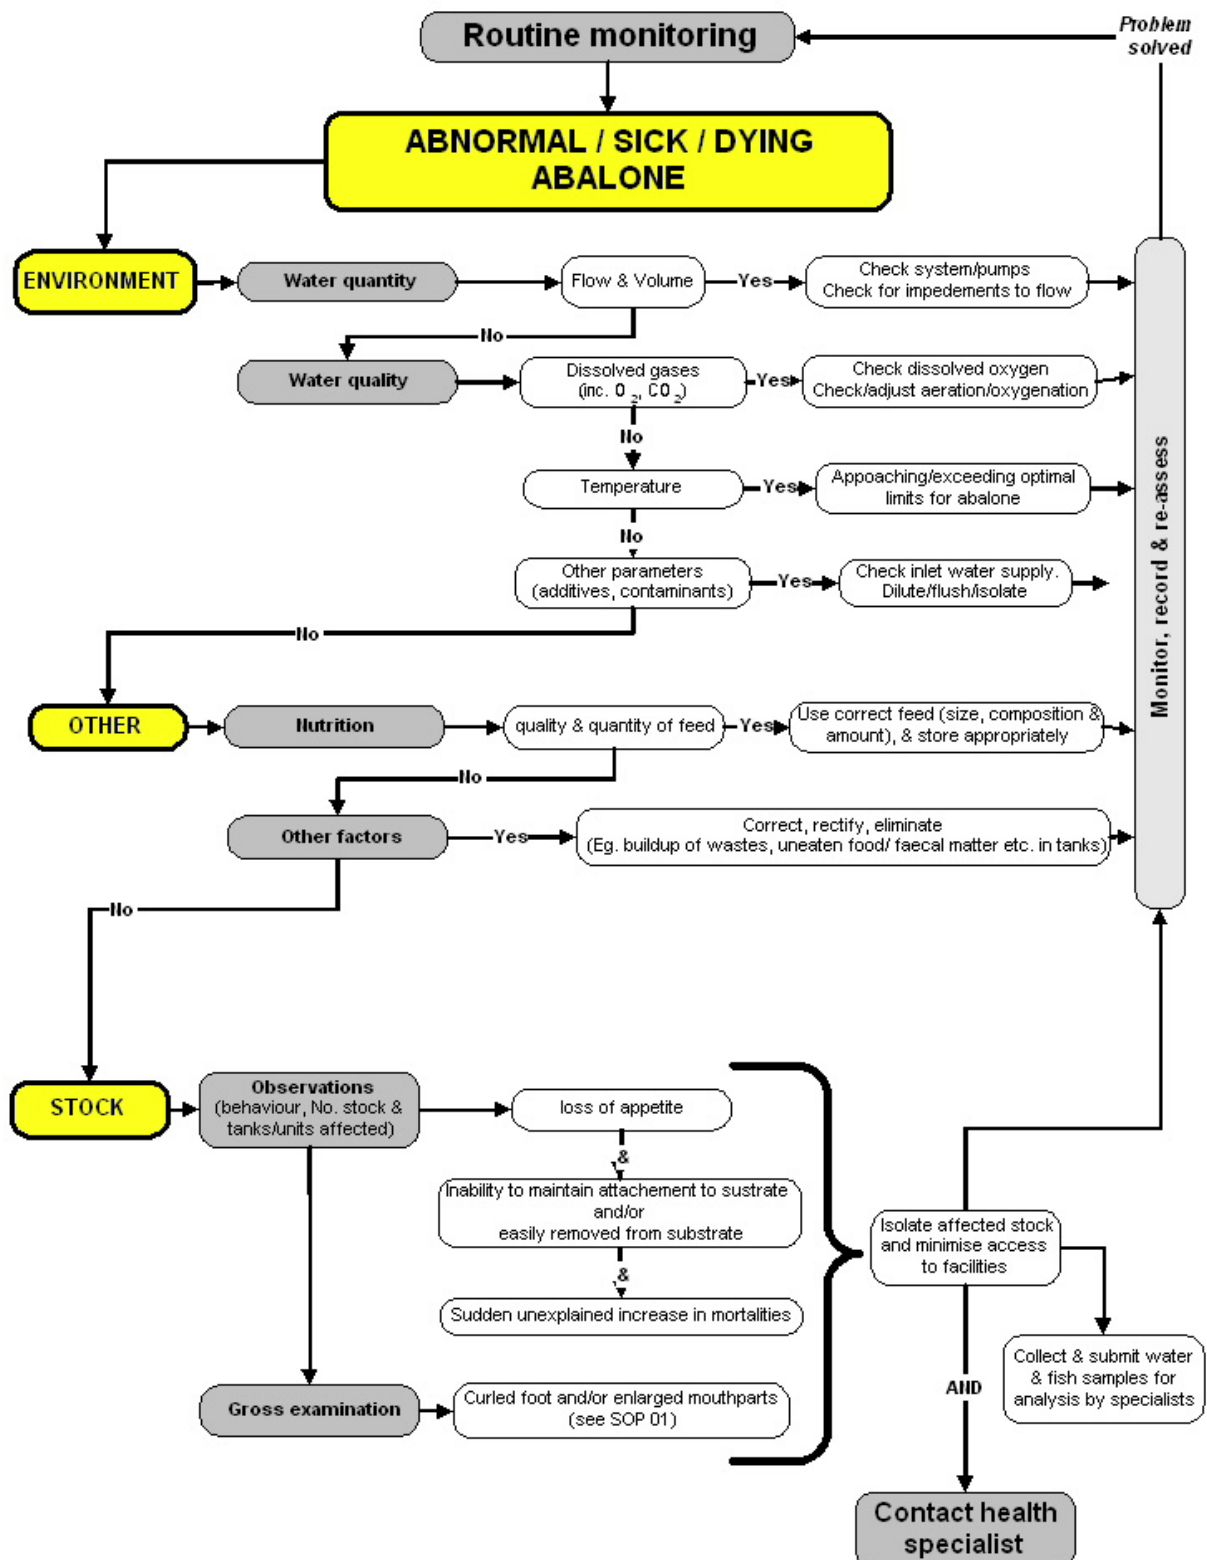 Routine monitoring
Problem
solved
ABNORMAL / SICK / DYING
ABALONE
ENVIRONMENT
Water quantity
Flow & Volume
Yes
Check system/pumps
Check for impedements to flow
No
Water quality
Dissolved gases
(inc. O2, CO2)
Yes
Check dissolved oxygen
Check/adjust aeration/oxygenation
No
Temperature
Yes
Appoaching/exceeding optimal
limits for abalone
No
Other parameters
(additives, contaminants)
Yes
Check inlet water supply.
Dilute/flush/isolate
No
Monitor, record & re-assess
OTHER
Nutrition
quality & quantity of feed
Yes
Use correct feed (size, composition &
amount), & store appropriately
No
Other factors
Yes
Correct, rectify, eliminate
(Eg. buildup of wastes, uneaten food/ faecal matter etc. in tanks)
No
STOCK
Observations
(behaviour, No. stock &
tanks/units affected)
loss of appetite
,&
Inability to maintain attachement to sustrate
and/or
easily removed from substrate
,&
Sudden unexplained increase in mortalities
Gross examination
Curled foot and/or enlarged mouthparts
(see SOP 01)
Isolate affected stock
and minimise access
to facilities
Collect & submit water
& fish samples for
analysis by specialists
AND
Contact health
specialist